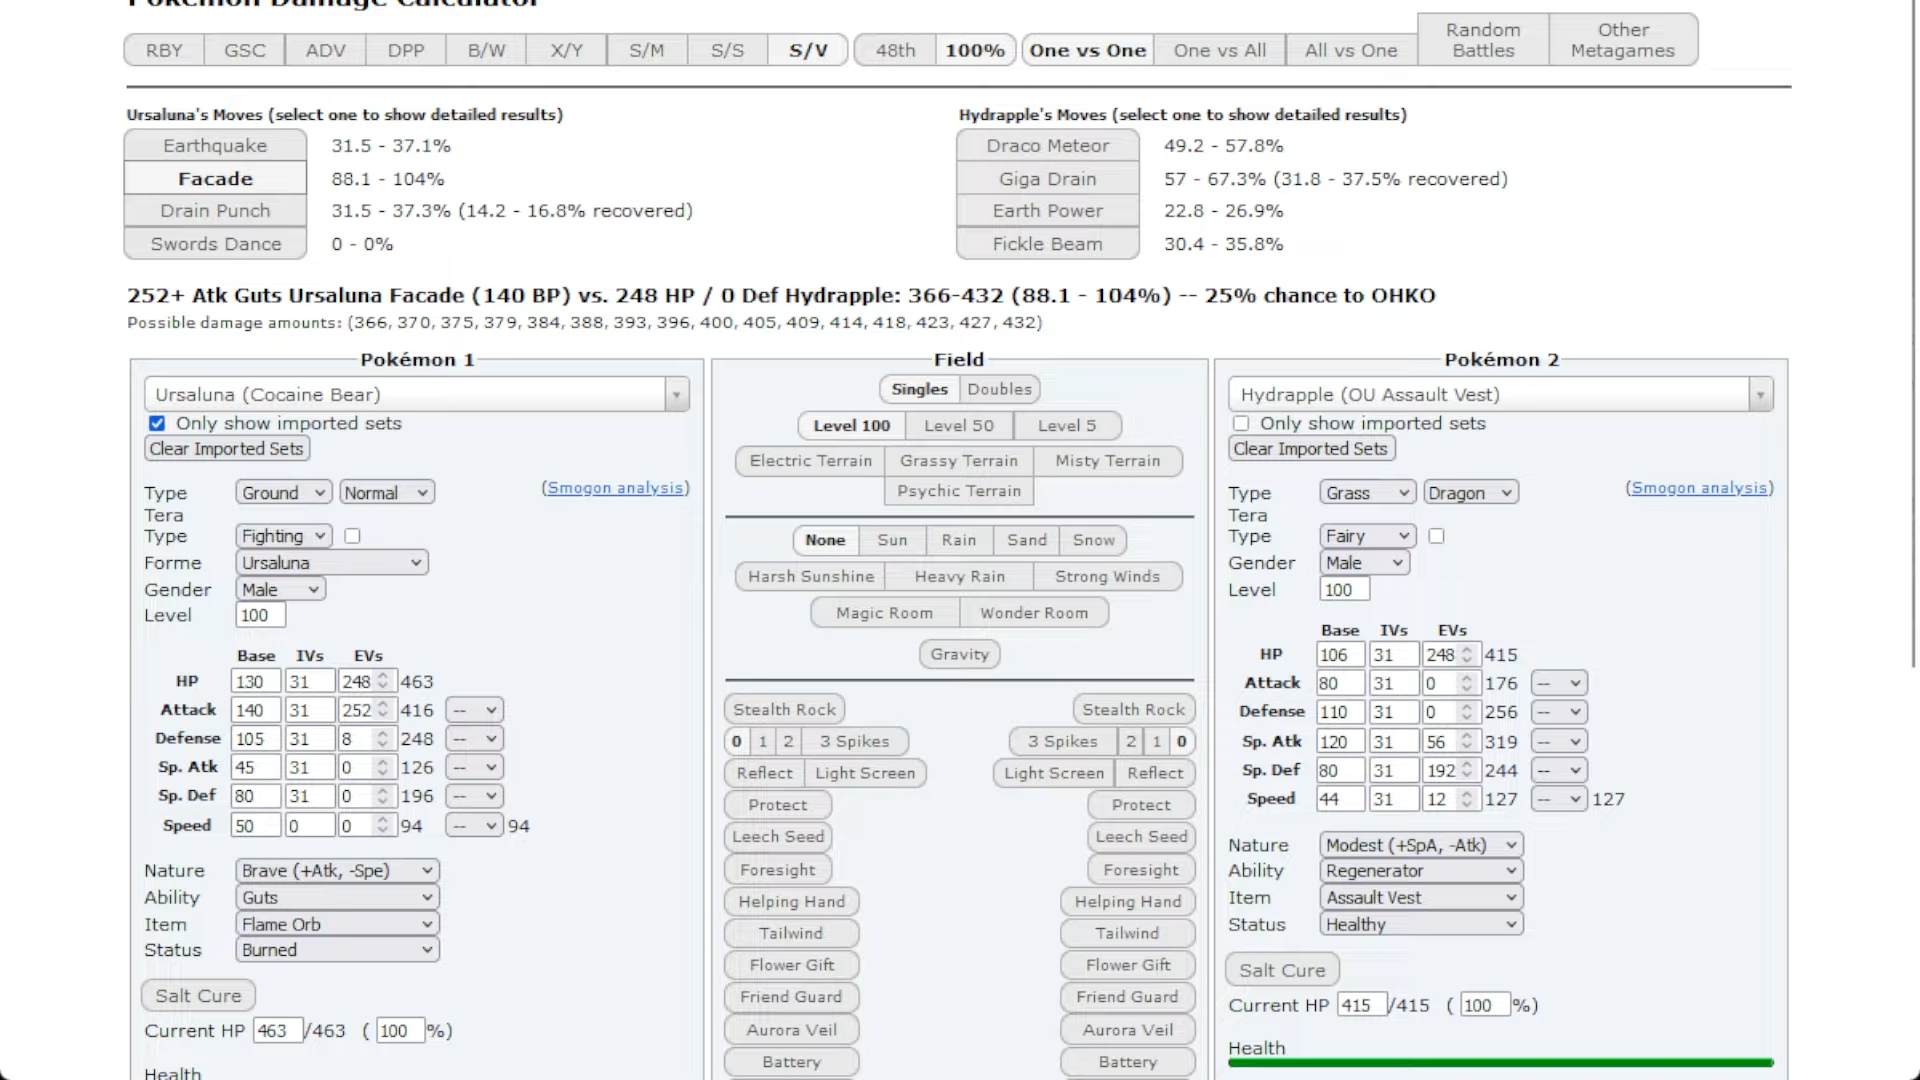 Pokémon Damage Calculator
RBY GSC ADV DPP B/W X/Y S/M S/S S/V 48th 100% One vs One One vs All All vs One Random Battles Other Metagames
Ursaluna's Moves (select one to show detailed results)
Earthquake 31.5 - 37.1%
Facade 88.1 - 104%
Drain Punch 31.5 - 37.3% (14.2 - 16.8% recovered)
Swords Dance 0 - 0%
Hydrapple's Moves (select one to show detailed results)
Draco Meteor 49.2 - 57.8%
Giga Drain 57 - 67.3% (31.8 - 37.5% recovered)
Earth Power 22.8 - 26.9%
Fickle Beam 30.4 - 35.8%
252+ Atk Guts Ursaluna Facade (140 BP) vs. 248 HP / 0 Def Hydrapple: 366-432 (88.1 - 104%) -- 25% chance to OHKO
Possible damage amounts: (366, 370, 375, 379, 384, 388, 393, 396, 400, 405, 409, 414, 418, 423, 427, 432)
Pokémon 1
Ursaluna (Cocaine Bear)
Only show imported sets
Clear Imported Sets
Type Ground Normal (Smogon analysis)
Tera
Type Fighting
Forme Ursaluna
Gender Male
Level 100
Base IVs EVs
HP 130 31 248 463
Attack 140 31 252 416 --
Defense 105 31 8 248 --
Sp. Atk 45 31 0 126 --
Sp. Def 80 31 0 196 --
Speed 50 0 0 94 -- 94
Nature Brave (+Atk, -Spe)
Ability Guts
Item Flame Orb
Status Burned
Salt Cure
Current HP 463/463 ( 100 %)
Health
Field
Singles Doubles
Level 100 Level 50 Level 5
Electric Terrain Grassy Terrain Misty Terrain
Psychic Terrain
None Sun Rain Sand Snow
Harsh Sunshine Heavy Rain Strong Winds
Magic Room Wonder Room
Gravity
Stealth Rock Stealth Rock
0 1 2 3 Spikes 3 Spikes 2 1 0
Reflect Light Screen Light Screen Reflect
Protect Protect
Leech Seed Leech Seed
Foresight Foresight
Helping Hand Helping Hand
Tailwind Tailwind
Flower Gift Flower Gift
Friend Guard Friend Guard
Aurora Veil Aurora Veil
Battery Battery
Pokémon 2
Hydrapple (OU Assault Vest)
Only show imported sets
Clear Imported Sets
Type Grass Dragon (Smogon analysis)
Tera
Type Fairy
Gender Male
Level 100
Base IVs EVs
HP 106 31 248 415
Attack 80 31 0 176 --
Defense 110 31 0 256 --
Sp. Atk 120 31 56 319 --
Sp. Def 80 31 192 244 --
Speed 44 31 12 127 -- 127
Nature Modest (+SpA, -Atk)
Ability Regenerator
Item Assault Vest
Status Healthy
Salt Cure
Current HP 415/415 ( 100 %)
Health